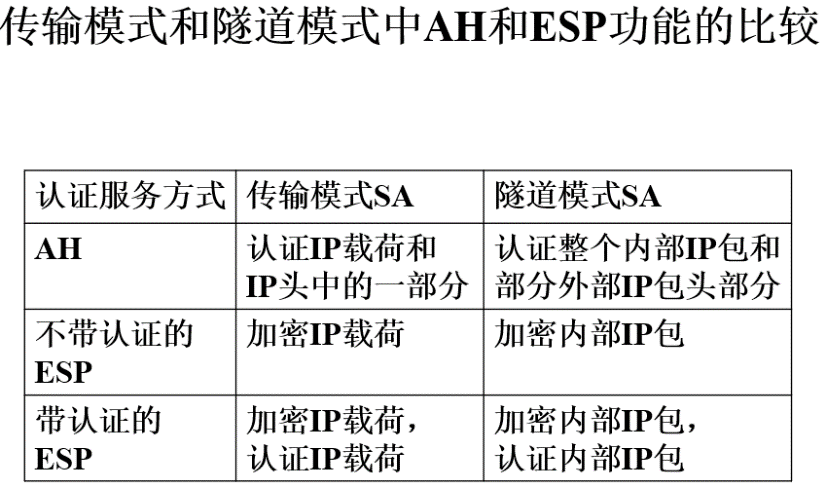 传输模式和隧道模式中AH和ESP功能的比较
认证服务方式
传输模式SA
隧道模式SA
AH
认证IP载荷和
IP头中的一部分
认证整个内部IP包和
部分外部IP包头部分
不带认证的
ESP
加密IP载荷
加密内部IP包
带认证的
ESP
加密IP载荷，
认证IP载荷
加密内部IP包，
认证内部IP包